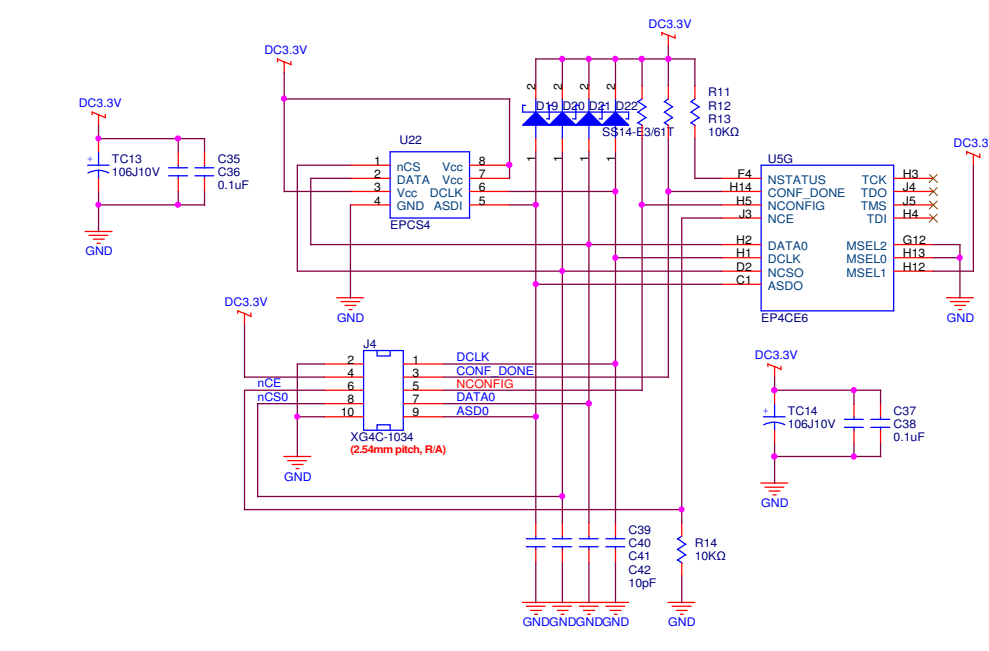 DC3.3V
DC3.3V
DC3.3V
TC13
106J10V
C35
C36
0.1uF
GND
U22
1 nCS Vcc 8
2 DATA Vcc 7
3 Vcc DCLK 6
4 GND ASDI 5
EPCS4
GND
2 2 2 2
D19 D20 D21 D22
SS14-E3/61T
1 1 1 1
R11
R12
R13
10KΩ
DC3.3
U5G
F4 NSTATUS TCK H3
H14 CONF_DONE TDO J4
H5 NCONFIG TMS J5
J3 NCE TDI H4
H2 DATA0 MSEL2 G12
H1 DCLK MSEL0 H13
D2 NCSO MSEL1 H12
C1 ASDO
EP4CE6
GND
DC3.3V
J4
2 1 DCLK
4 3 CONF_DONE
nCE 6 5 NCONFIG
nCS0 8 7 DATA0
10 9 ASD0
XG4C-1034
(2.54mm pitch, R/A)
GND
DC3.3V
TC14
106J10V
C37
C38
0.1uF
GND
C39
C40
C41
C42
10pF
R14
10KΩ
GND GND GND GND
GND